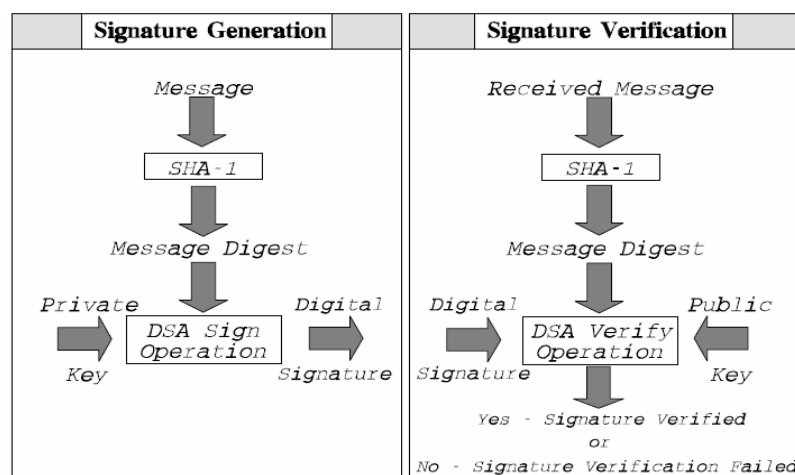 Signature Generation
Message
SHA-1
Message Digest
Private
Key
DSA Sign
Operation
Digital
Signature
Signature Verification
Received Message
SHA-1
Message Digest
Digital
Signature
DSA Verify
Operation
Public
Key
Yes - Signature Verified
or
No - Signature Verification Failed